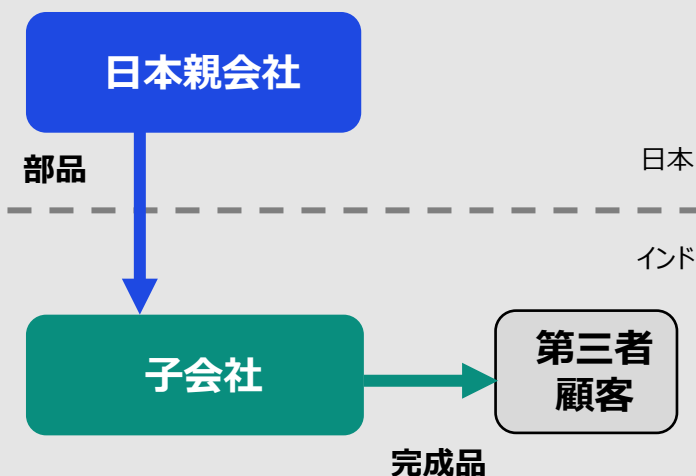 日本親会社
部品
日本
インド
子会社
第三者
顧客
完成品